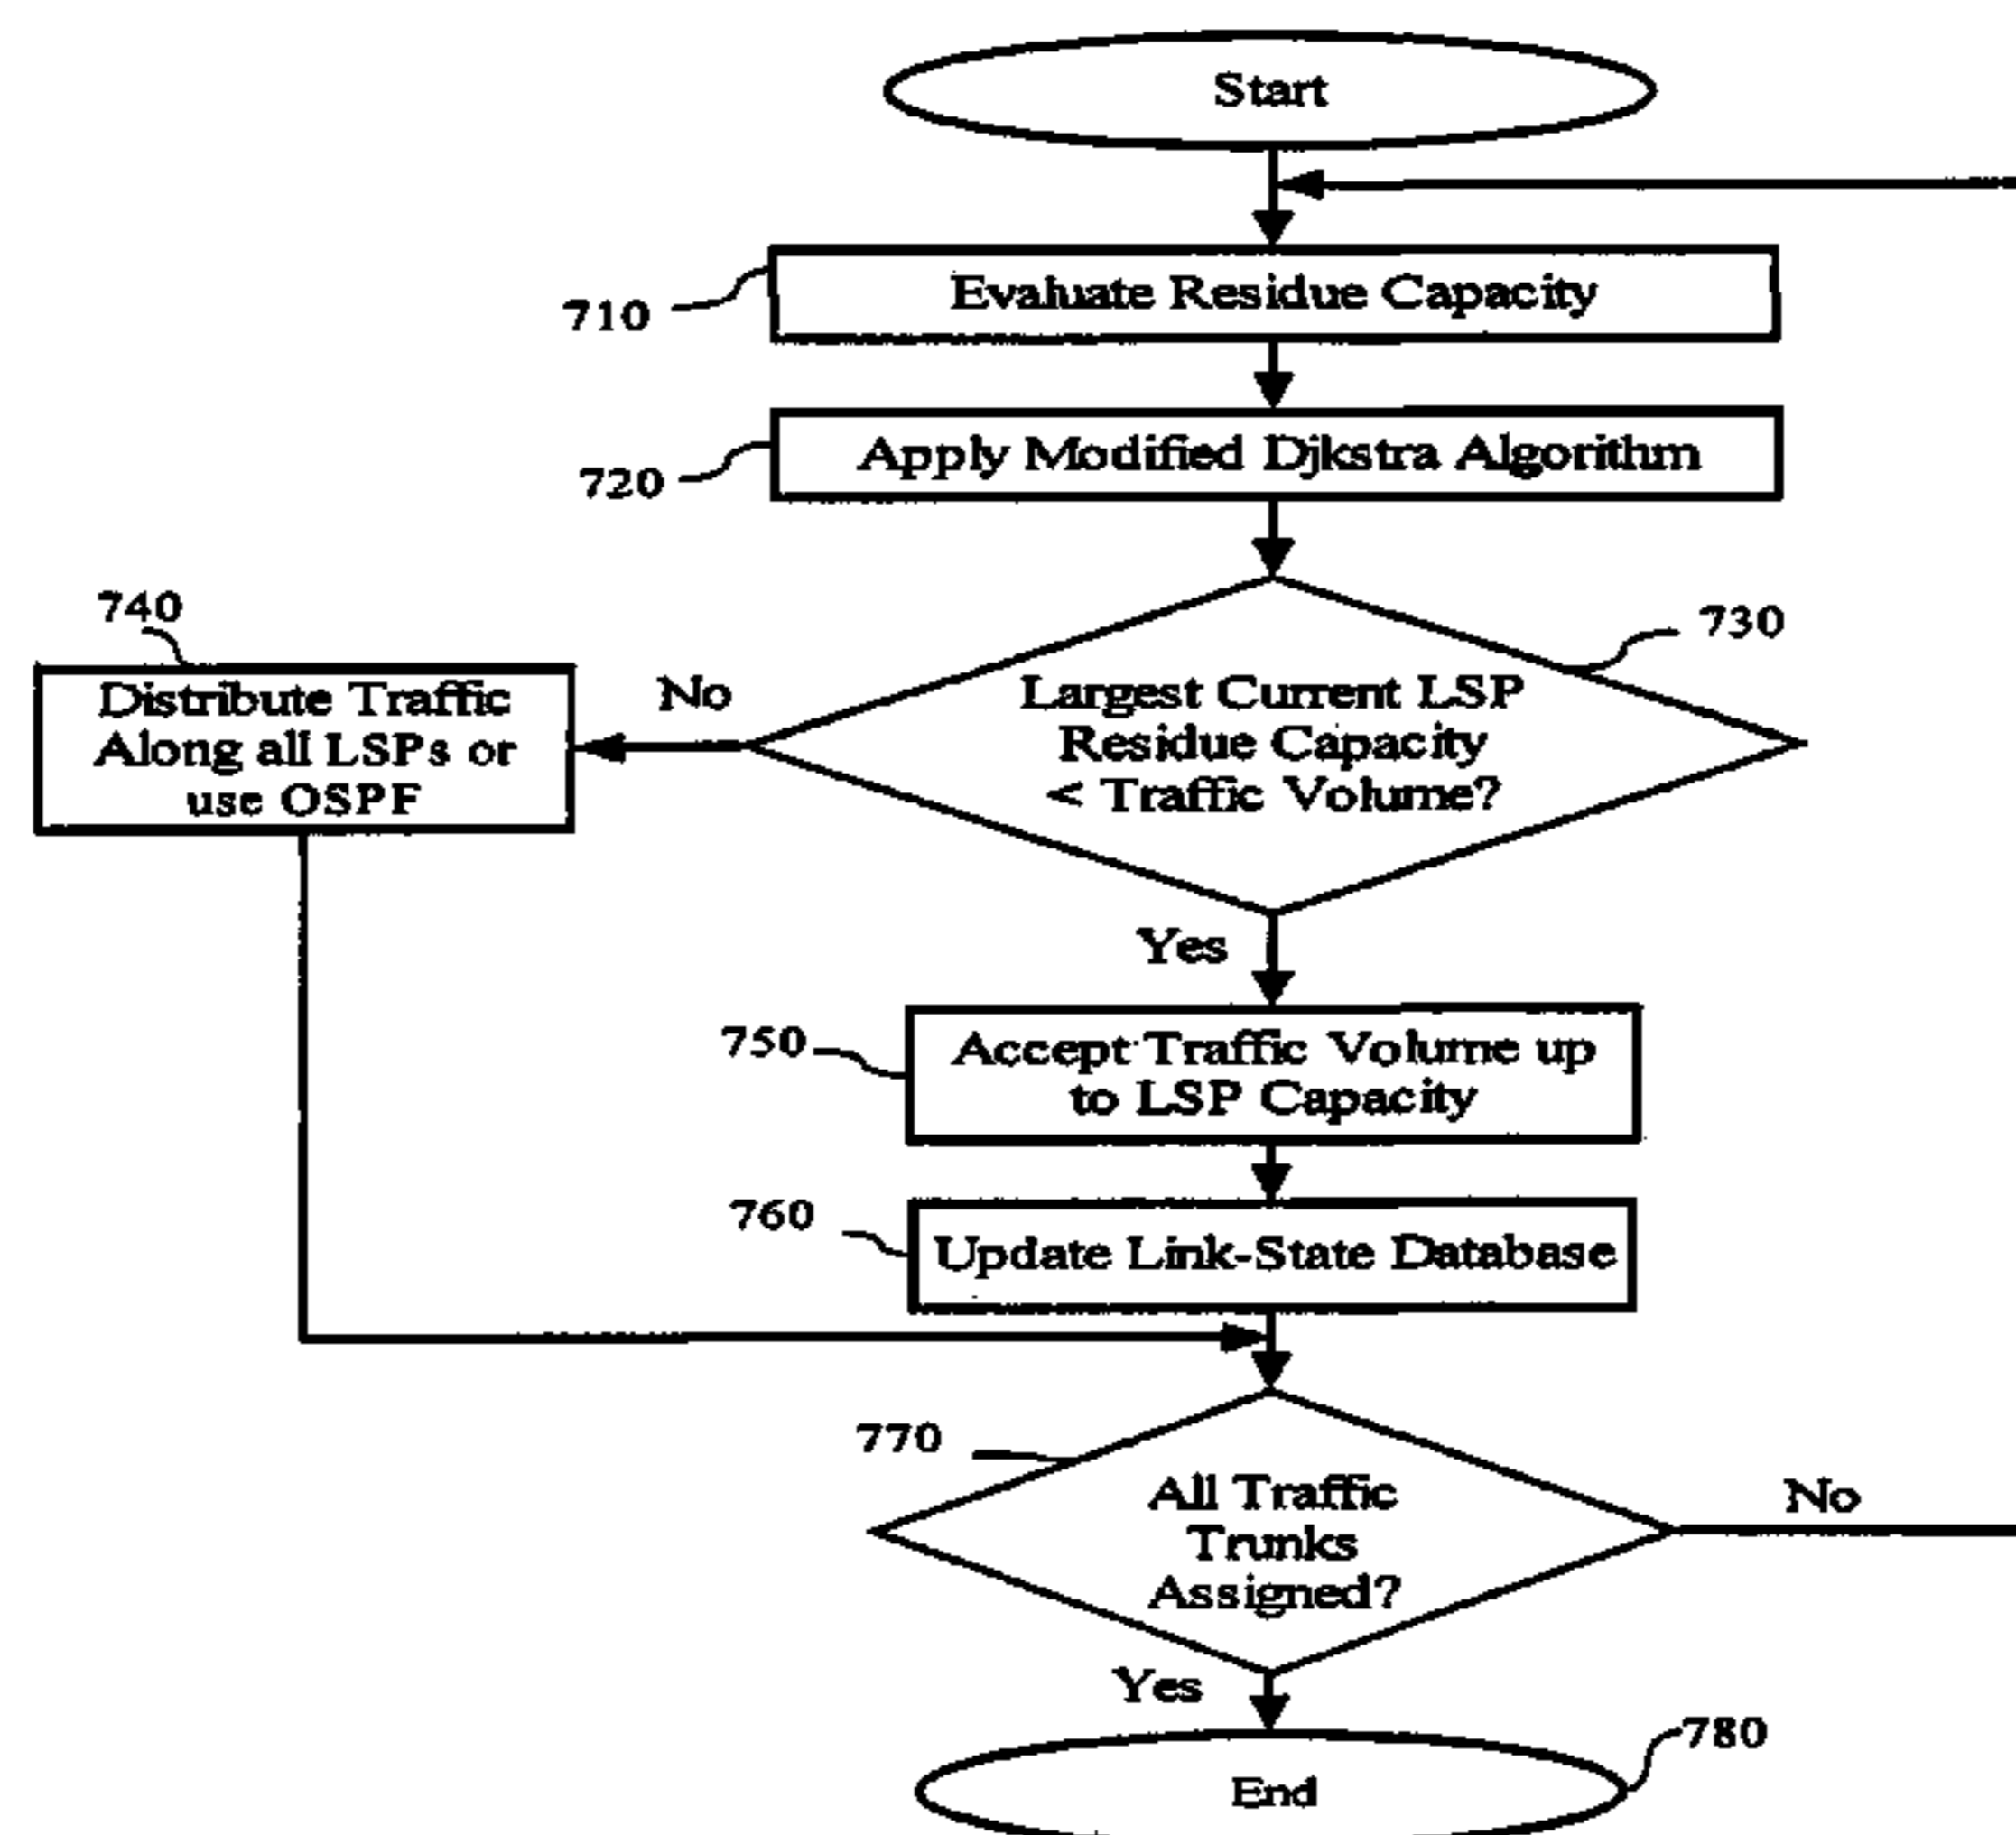 Start
Evaluate Residue Capacity
710
Apply Modified Djkstra Algorithm
720
740
730
Distribute Traffic
Along all LSPs or
use OSPF
No
Largest Current LSP
Residue Capacity
< Traffic Volume?
Yes
750
Accept Traffic Volume up
to LSP Capacity
760
Update Link-State Database
770
All Traffic
Trunks
Assigned?
No
Yes
780
End